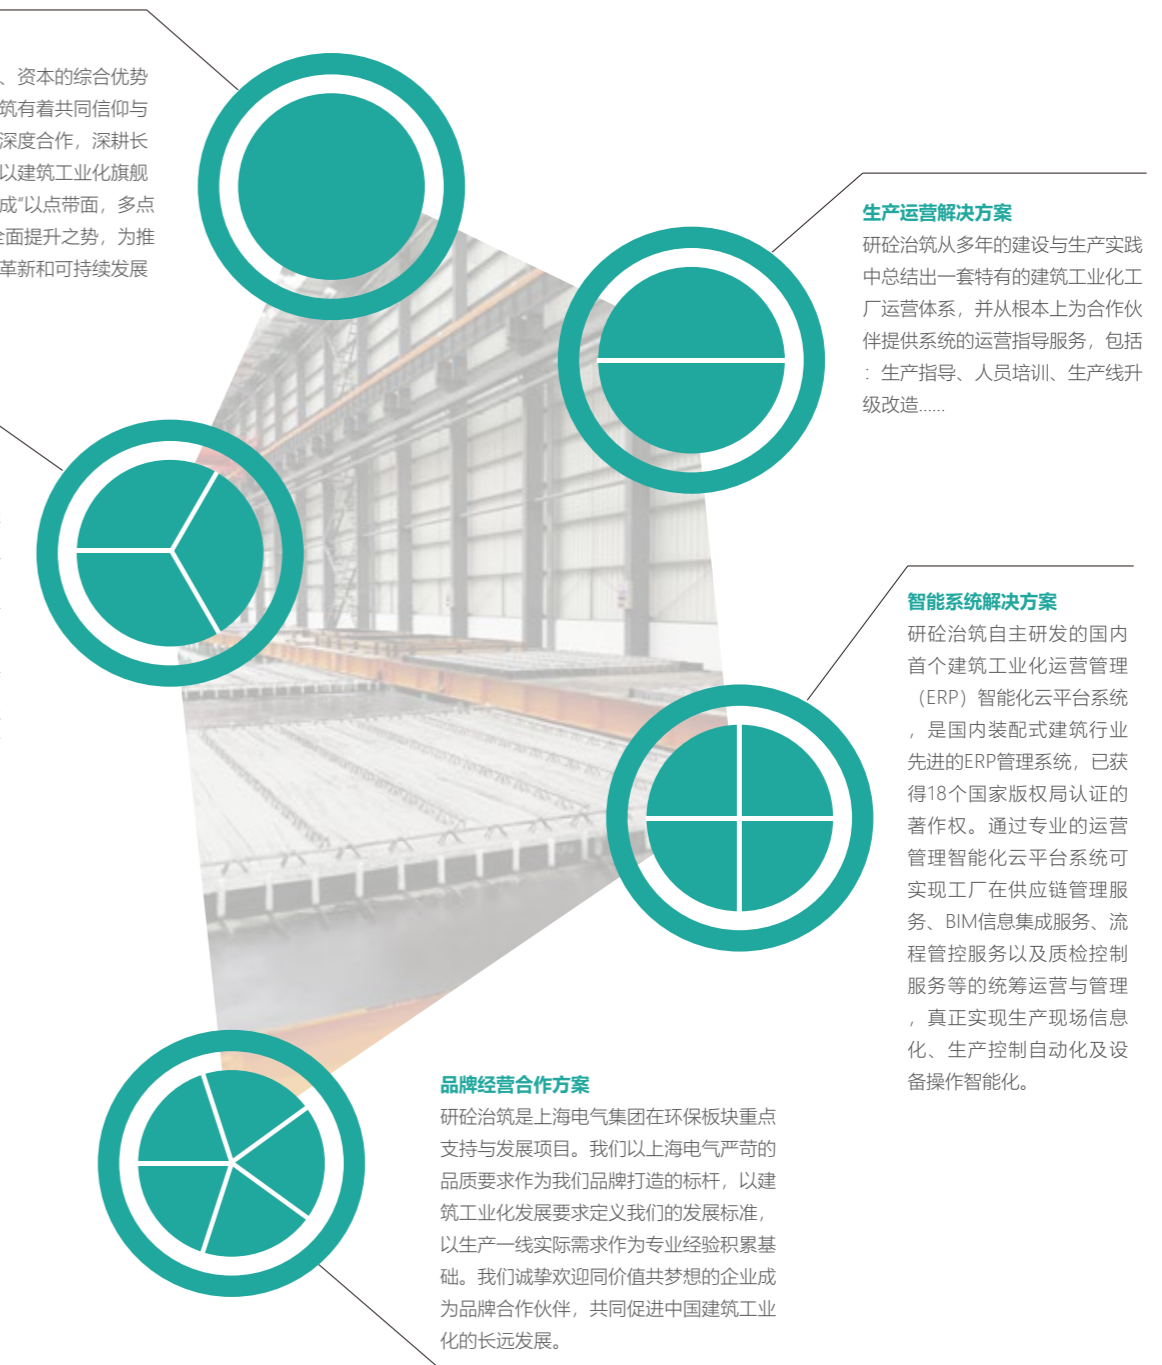 、资本的综合优势
筑有着共同信仰与
深度合作，深耕长
以建筑工业化旗舰
成“以点带面，多点
全面提升之势，为推
革新和可持续发展
生产运营解决方案
研砼治筑从多年的建设与生产实践
中总结出一套特有的建筑工业化工
厂运营体系，并从根本上为合作伙
伴提供系统的运营指导服务，包括
：生产指导、人员培训、生产线升
级改造......
智能系统解决方案
研砼治筑自主研发的国内
首个建筑工业化运营管理
（ERP）智能化云平台系统
，是国内装配式建筑行业
先进的ERP管理系统，已获
得18个国家版权局认证的
著作权。通过专业的运营
管理智能化云平台系统可
实现工厂在供应链管理服
务、BIM信息集成服务、流
程管控服务以及质检控制
服务等的统筹运营与管理
，真正实现生产现场信息
化、生产控制自动化及设
备操作智能化。
品牌经营合作方案
研砼治筑是上海电气集团在环保板块重点
支持与发展项目。我们以上海电气严苛的
品质要求作为我们品牌打造的标杆，以建
筑工业化发展要求定义我们的发展标准，
以生产一线实际需求作为专业经验积累基
础。我们诚挚欢迎同价值共梦想的企业成
为品牌合作伙伴，共同促进中国建筑工业
化的长远发展。